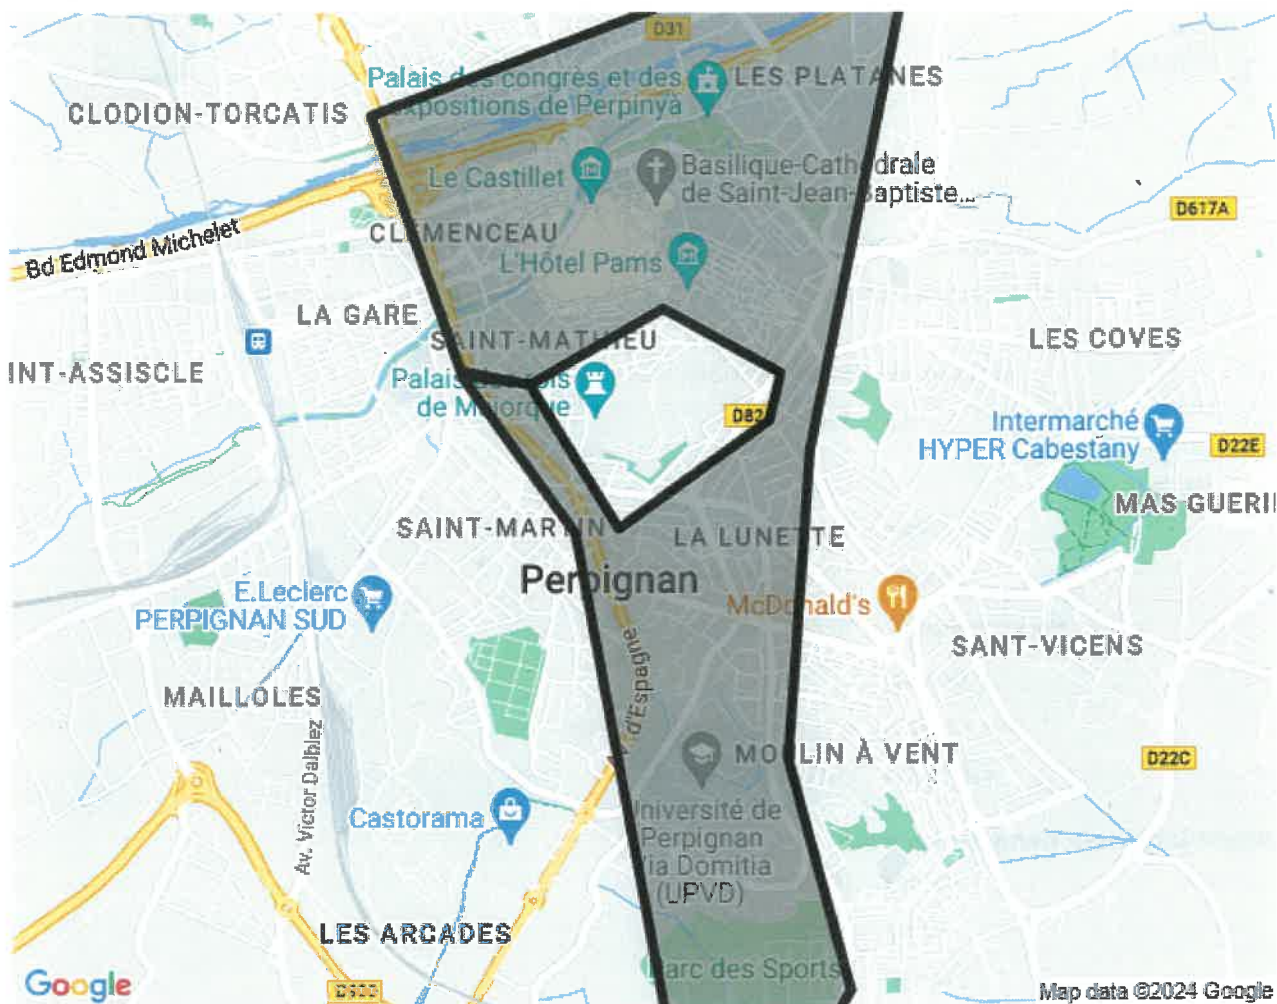 D31
Palais des congrès et des
expositions de Perpinyà
LES PLATANES
CLODION-TORCATIS
Le Castillet
Basilique-Cathédrale
de Saint-Jean-Baptiste...
D617A
CLEMENCEAU
Bd Edmond Michelet
L'Hôtel Pams
LA GARE
SAINT-MATHIEU
LES COVES
INT-ASSISCLE
Palais des Rois
de Majorque
D82
Intermarché
HYPER Cabestany
D22E
MAS GUERI
SAINT-MARTIN
LA LUNETTE
Perpignan
E.Leclerc
PERPIGNAN SUD
McDonald's
SANT-VICENS
MAILLOLES
d'Espagne
Av. Victor Dalbiez
MOULIN À VENT
D22C
Castorama
Université de
Perpignan
Via Domitia
(UPVD)
LES ARCADES
Parc des Sports
Google
D900
Map data ©2024 Google